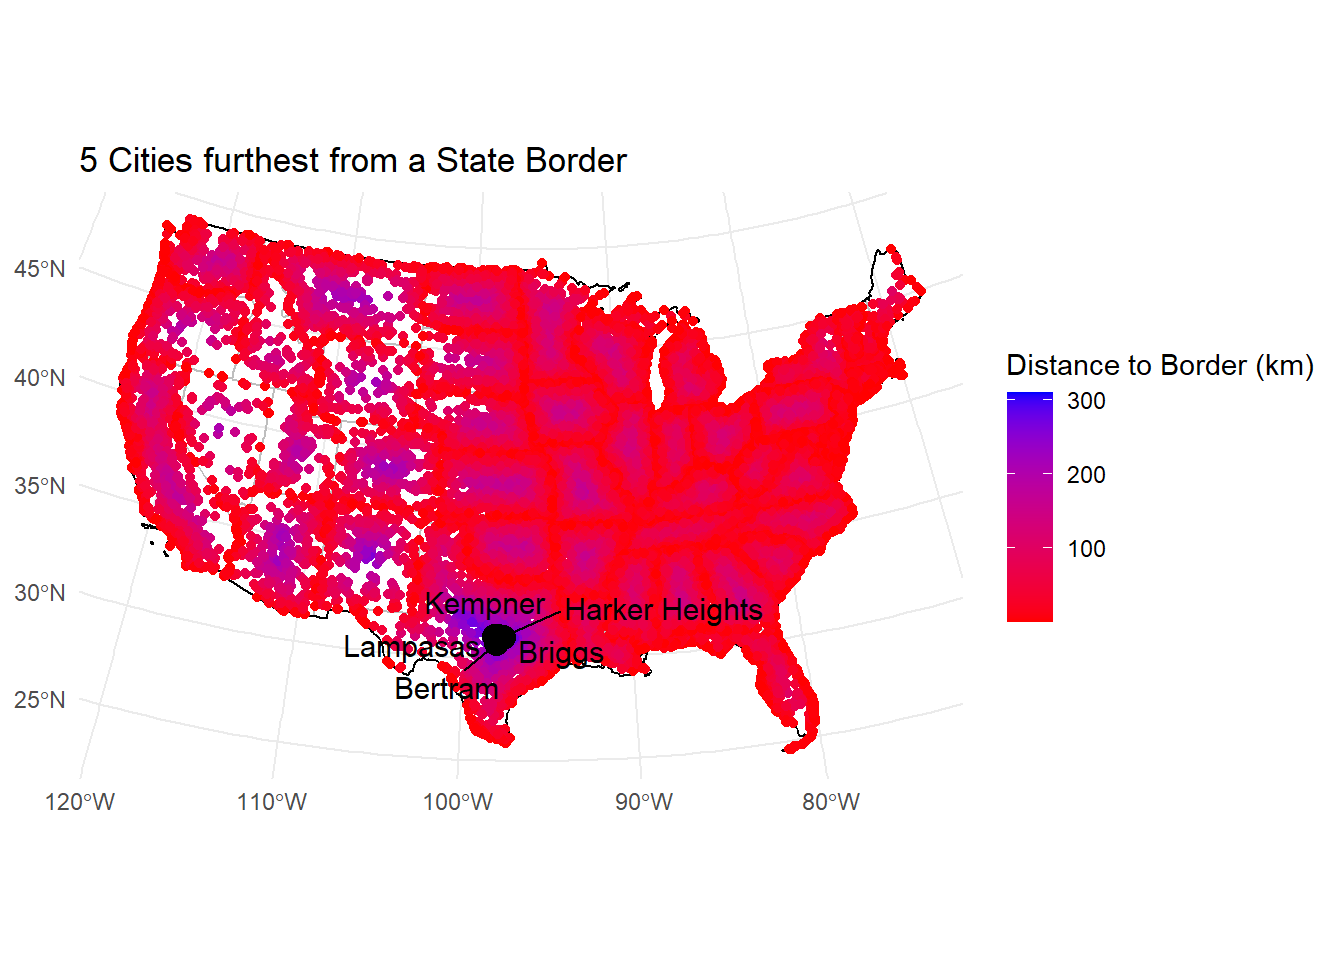 5 Cities furthest from a State Border
45°N
40°N
35°N
30°N
25°N
Kempner
Harker Heights
Lampasas
Briggs
Bertram
120°W
110°W
100°W
90°W
80°W
Distance to Border (km)
300
200
100